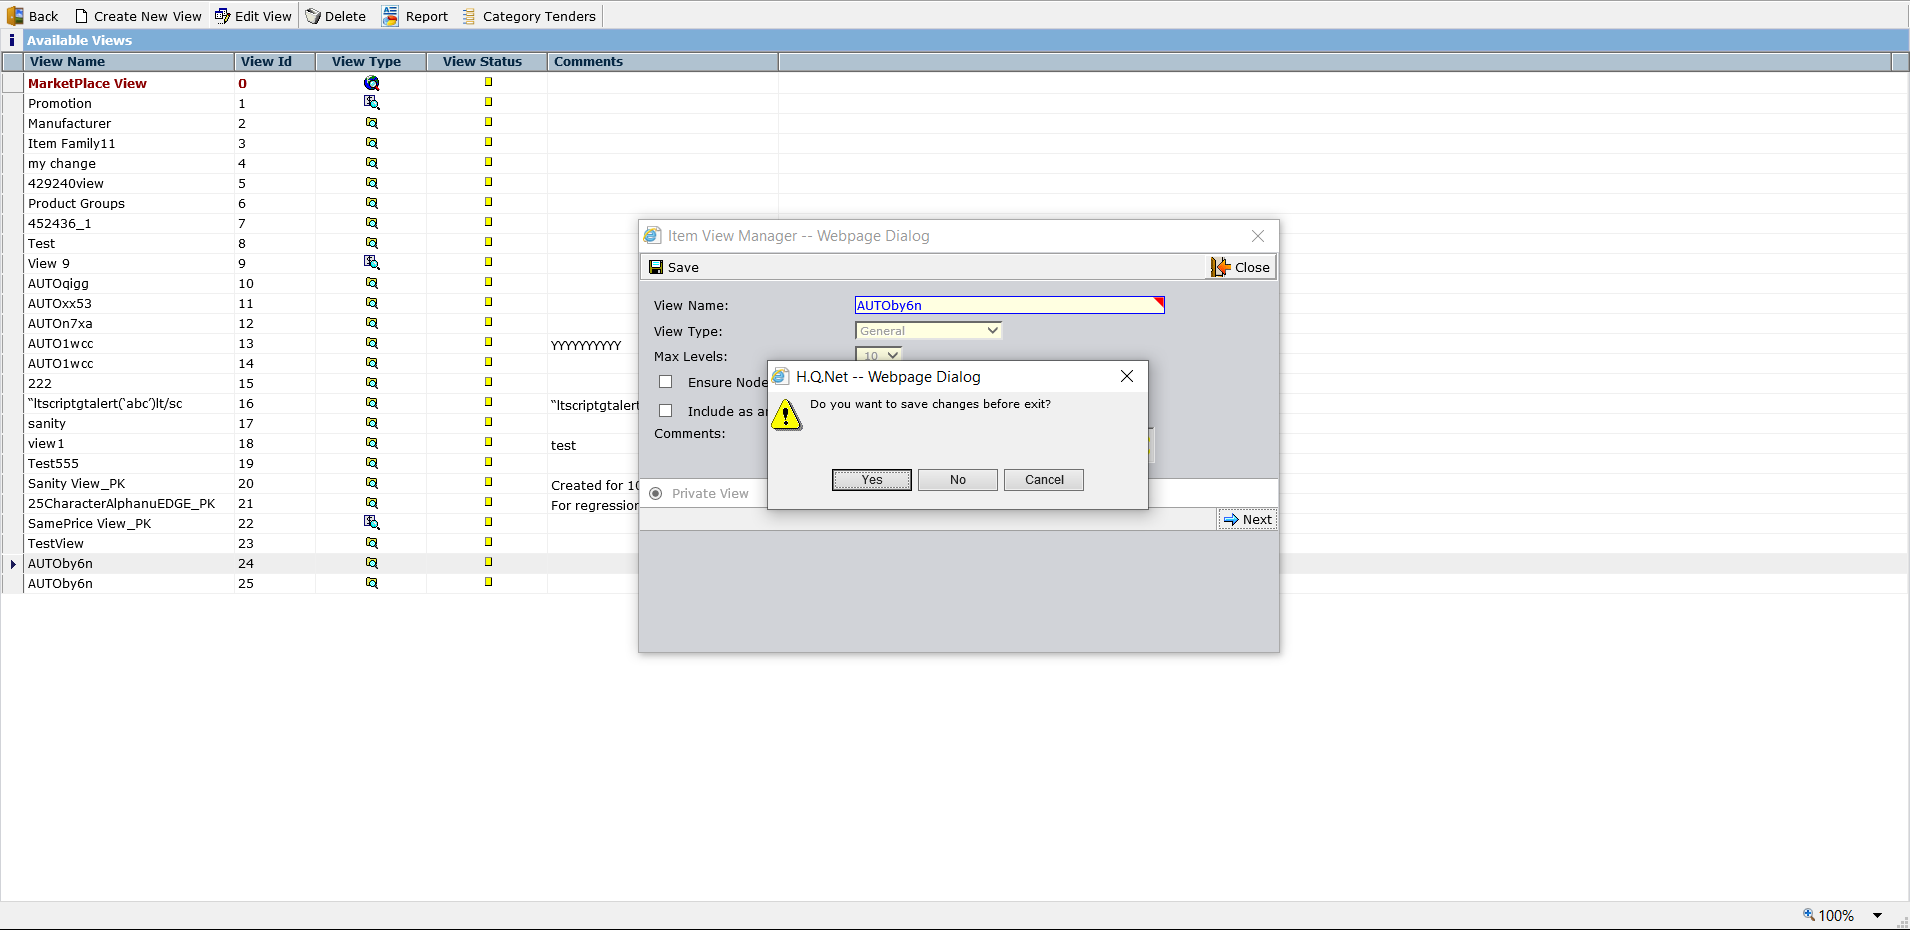 Back Create New View Edit View Delete Report Category Tenders
Available Views
View Name View Id View Type View Status Comments
MarketPlace View 0
Promotion 1
Manufacturer 2
Item Family11 3
my change 4
429240view 5
Product Groups 6
452436_1 7
Test 8
View 9 9
AUTOqigg 10
AUTOxx53 11
AUTOn7xa 12
AUTO1wcc 13 YYYYYYYYYY
AUTO1wcc 14
222 15
“ltscriptgtalert(‘abc’)lt/sc 16 “ltscriptgtalert
sanity 17
view1 18 test
Test555 19
Sanity View_PK 20 Created for 10
25CharacterAlphanuEDGE_PK 21 For regression
SamePrice View_PK 22
TestView 23
AUTOby6n 24
AUTOby6n 25
Item View Manager -- Webpage Dialog
Save Close
View Name: AUTOby6n
View Type: General
Max Levels: 10
Ensure Node
Include as a
Comments:
Private View
Next
H.Q.Net -- Webpage Dialog
Do you want to save changes before exit?
Yes No Cancel
100%